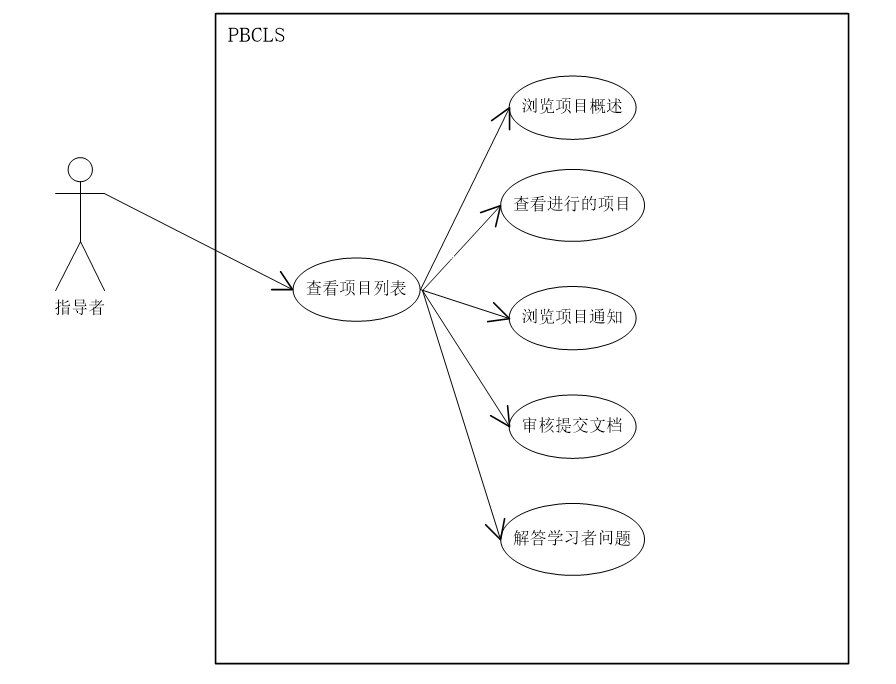 PBCLS
浏览项目概述
查看进行的项目
查看项目列表
指导者
浏览项目通知
审核提交文档
解答学习者问题